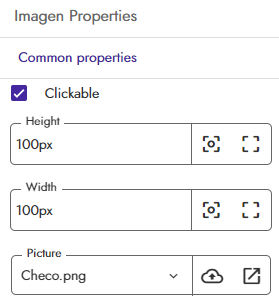 Imagen Properties
Common properties
Clickable
Height
100px
Width
100px
Picture
Checo.png